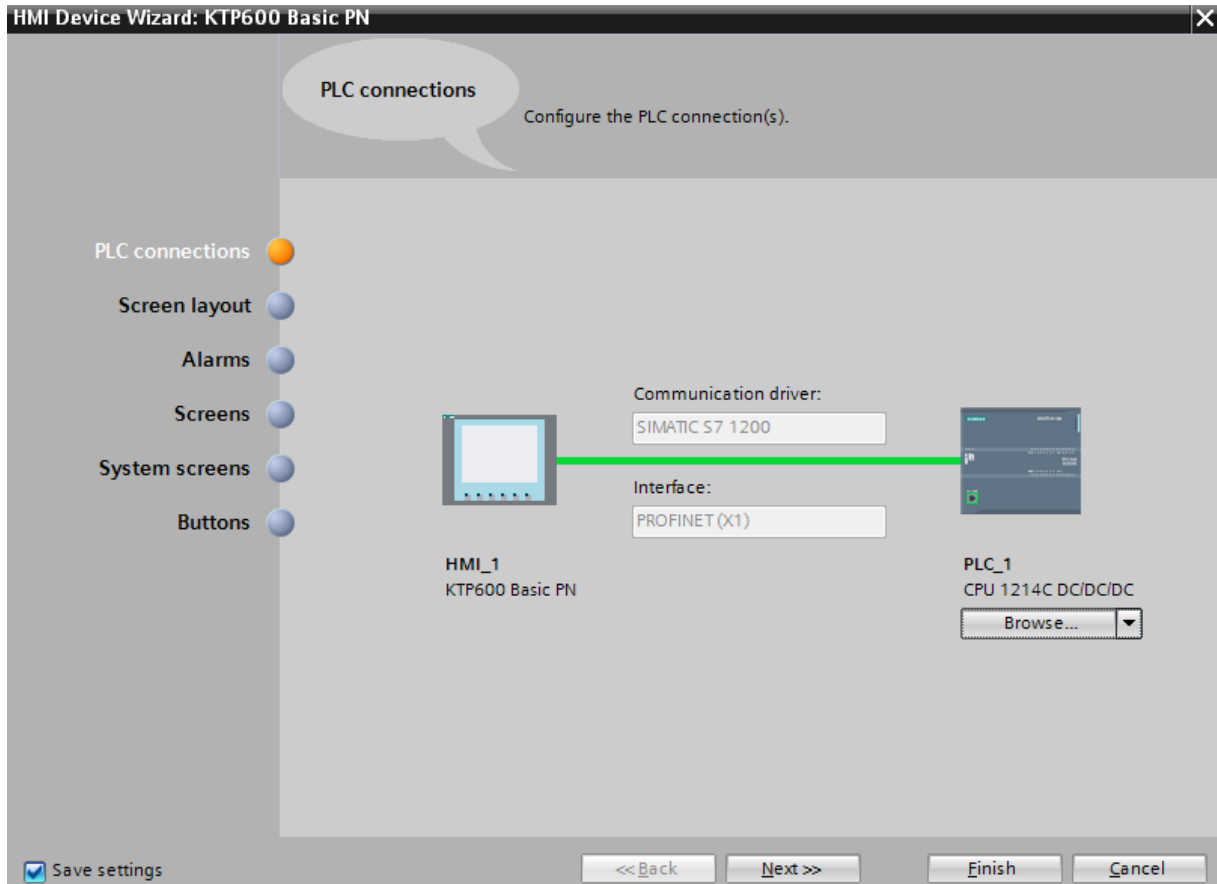 HMI Device Wizard: KTP600 Basic PN
PLC connections
Configure the PLC connection(s).
PLC connections
Screen layout
Alarms
Screens
System screens
Buttons
Communication driver:
SIMATIC S7 1200
Interface:
PROFINET (X1)
HMI_1
KTP600 Basic PN
PLC_1
CPU 1214C DC/DC/DC
Browse...
Save settings
<< Back
Next >>
Finish
Cancel